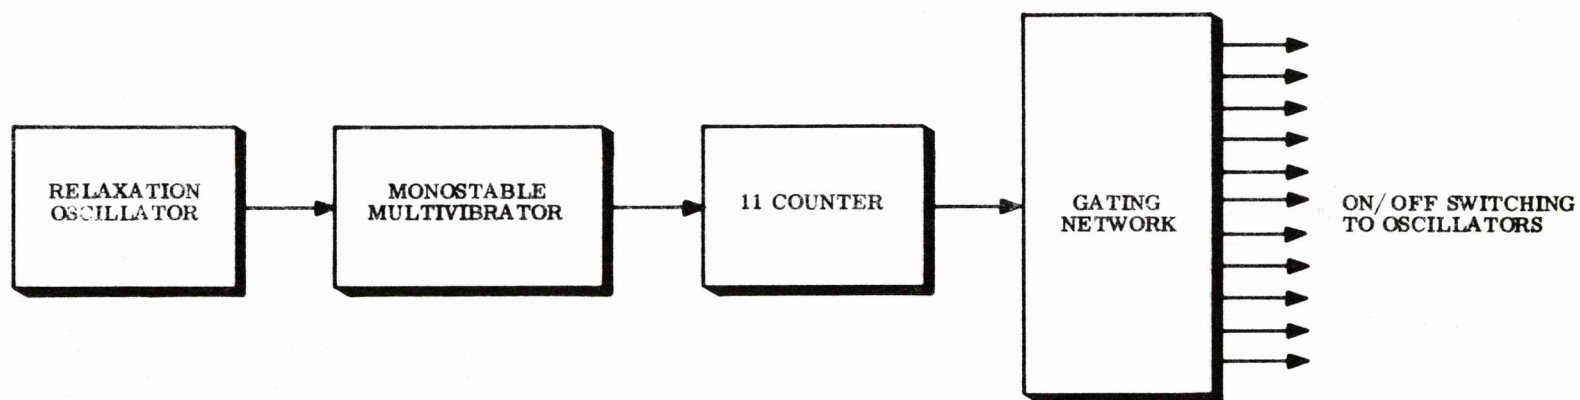 RELAXATION
OSCILLATOR
MONOSTABLE
MULTIVIBRATOR
11 COUNTER
GATING
NETWORK
ON/OFF SWITCHING
TO OSCILLATORS